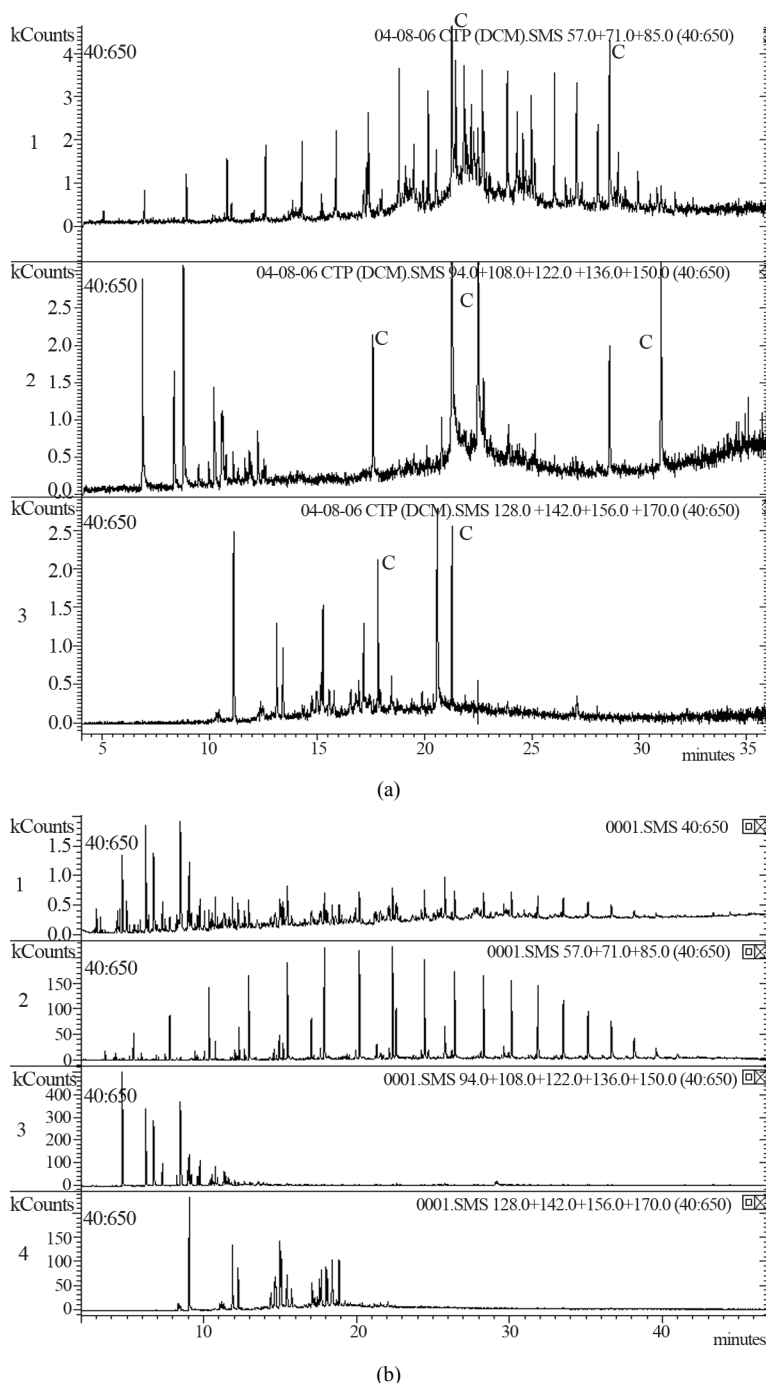 kCounts
04-08-06 CTP (DCM).SMS 57.0+71.0+85.0 (40:650)
40:650
C
C
4
3
2
1
0
1
kCounts
04-08-06 CTP (DCM).SMS 94.0+108.0+122.0 +136.0+150.0 (40:650)
40:650
C
C
C
2.5
2.0
1.5
1.0
0.5
0.0
2
kCounts
04-08-06 CTP (DCM).SMS 128.0 +142.0+156.0 +170.0 (40:650)
40:650
C
C
2.5
2.0
1.5
1.0
0.5
0.0
3
5 10 15 20 25 30 35
minutes
(a)
kCounts
0001.SMS 40:650
40:650
1.5
1.0
0.5
0.0
1
kCounts
0001.SMS 57.0+71.0+85.0 (40:650)
40:650
150
100
50
0
2
kCounts
0001.SMS 94.0+108.0+122.0+136.0+150.0 (40:650)
40:650
400
300
200
100
0
3
kCounts
0001.SMS 128.0+142.0+156.0+170.0 (40:650)
40:650
150
100
50
0
4
10 20 30 40
minutes
(b)